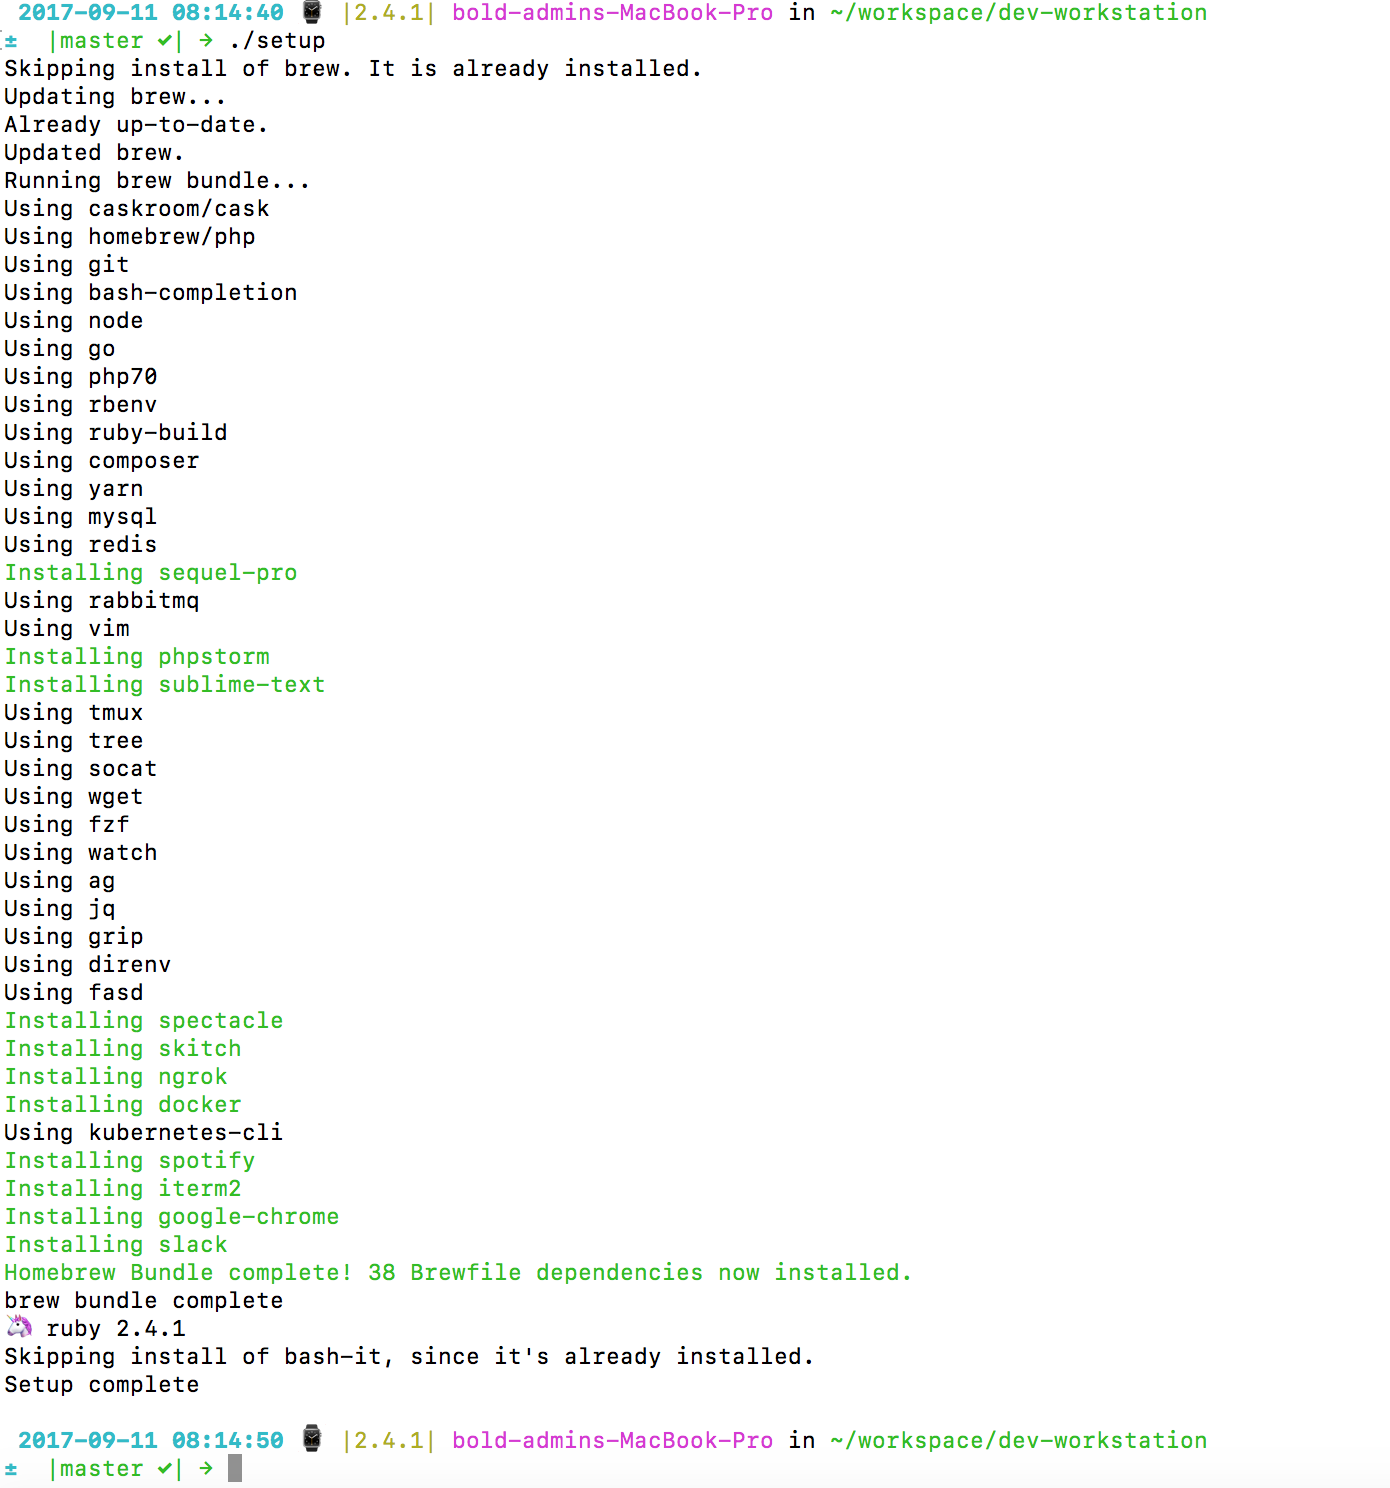 2017-09-11 08:14:40 ⌚ |2.4.1| bold-admins-MacBook-Pro in ~/workspace/dev-workstation
± |master ✓| → ./setup
Skipping install of brew. It is already installed.
Updating brew...
Already up-to-date.
Updated brew.
Running brew bundle...
Using caskroom/cask
Using homebrew/php
Using git
Using bash-completion
Using node
Using go
Using php70
Using rbenv
Using ruby-build
Using composer
Using yarn
Using mysql
Using redis
Installing sequel-pro
Using rabbitmq
Using vim
Installing phpstorm
Installing sublime-text
Using tmux
Using tree
Using socat
Using wget
Using fzf
Using watch
Using ag
Using jq
Using grip
Using direnv
Using fasd
Installing spectacle
Installing skitch
Installing ngrok
Installing docker
Using kubernetes-cli
Installing spotify
Installing iterm2
Installing google-chrome
Installing slack
Homebrew Bundle complete! 38 Brewfile dependencies now installed.
brew bundle complete
🦄 ruby 2.4.1
Skipping install of bash-it, since it's already installed.
Setup complete
2017-09-11 08:14:50 ⌚ |2.4.1| bold-admins-MacBook-Pro in ~/workspace/dev-workstation
± |master ✓| →